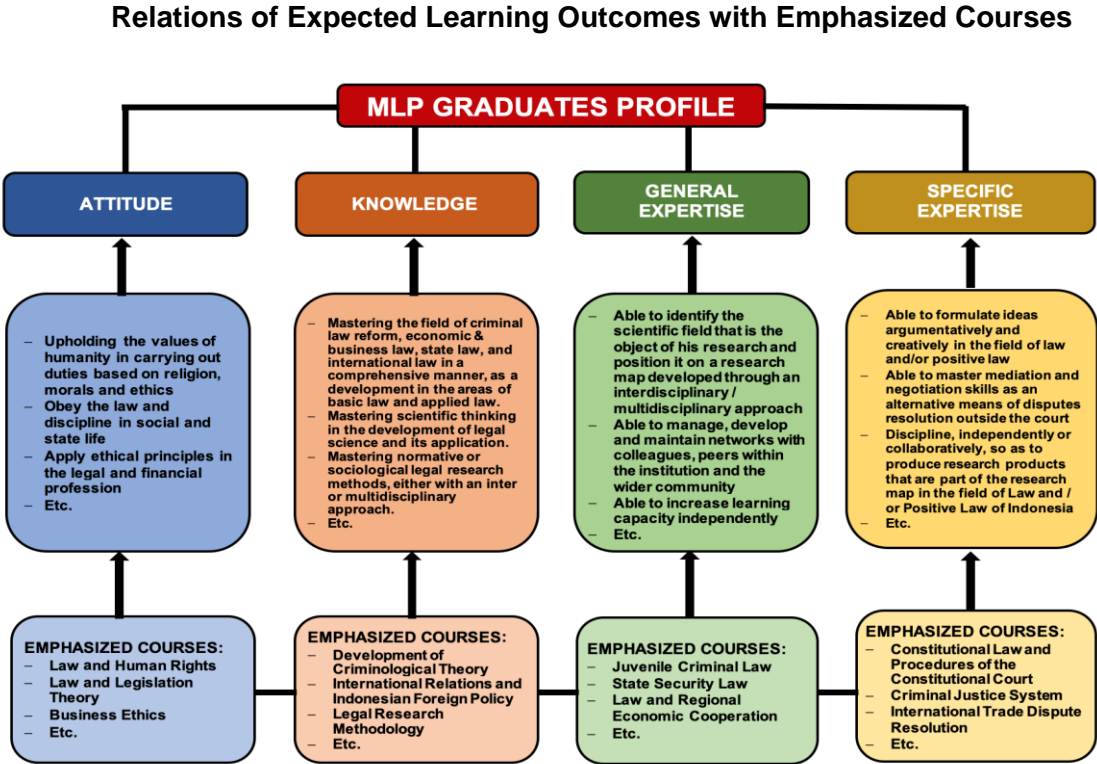 Relations of Expected Learning Outcomes with Emphasized Courses
MLP GRADUATES PROFILE
ATTITUDE
KNOWLEDGE
GENERAL
EXPERTISE
SPECIFIC
EXPERTISE
– Upholding the values of
humanity in carrying out
duties based on religion,
morals and ethics
– Obey the law and
discipline in social and
state life
– Apply ethical principles in
the legal and financial
profession
– Etc.
– Mastering the field of criminal
law reform, economic &
business law, state law, and
international law in a
comprehensive manner, as a
development in the areas of
basic law and applied law.
– Mastering scientific thinking
in the development of legal
science and its application.
– Mastering normative or
sociological legal research
methods, either with an inter
or multidisciplinary
approach.
– Etc.
– Able to identify the
scientific field that is the
object of his research and
position it on a research
map developed through an
interdisciplinary /
multidisciplinary approach
– Able to manage, develop
and maintain networks with
colleagues, peers within
the institution and the
wider community
– Able to increase learning
capacity independently
– Etc.
– Able to formulate ideas
argumentatively and
creatively in the field of law
and/or positive law
– Able to master mediation and
negotiation skills as an
alternative means of disputes
resolution outside the court
– Discipline, independently or
collaboratively, so as to
produce research products
that are part of the research
map in the field of Law and /
or Positive Law of Indonesia
– Etc.
EMPHASIZED COURSES:
– Law and Human Rights
– Law and Legislation
Theory
– Business Ethics
– Etc.
EMPHASIZED COURSES:
– Development of
Criminological Theory
– International Relations and
Indonesian Foreign Policy
– Legal Research
Methodology
– Etc.
EMPHASIZED COURSES:
– Juvenile Criminal Law
– State Security Law
– Law and Regional
Economic Cooperation
– Etc.
EMPHASIZED COURSES:
– Constitutional Law and
Procedures of the
Constitutional Court
– Criminal Justice System
– International Trade Dispute
Resolution
– Etc.